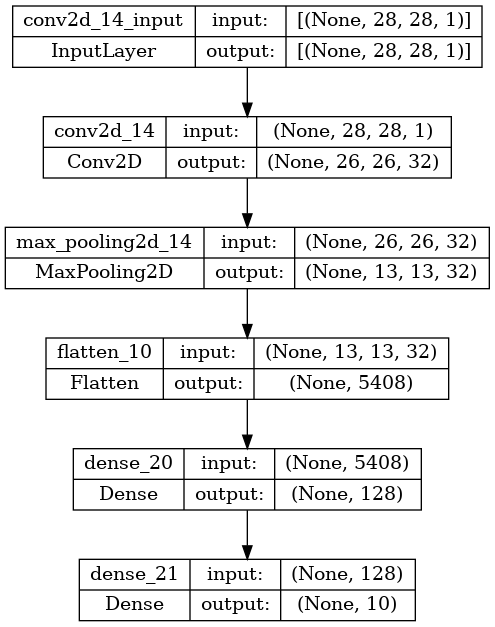 conv2d_14_input input: [(None, 28, 28, 1)]
InputLayer output: [(None, 28, 28, 1)]
conv2d_14 input: (None, 28, 28, 1)
Conv2D output: (None, 26, 26, 32)
max_pooling2d_14 input: (None, 26, 26, 32)
MaxPooling2D output: (None, 13, 13, 32)
flatten_10 input: (None, 13, 13, 32)
Flatten output: (None, 5408)
dense_20 input: (None, 5408)
Dense output: (None, 128)
dense_21 input: (None, 128)
Dense output: (None, 10)